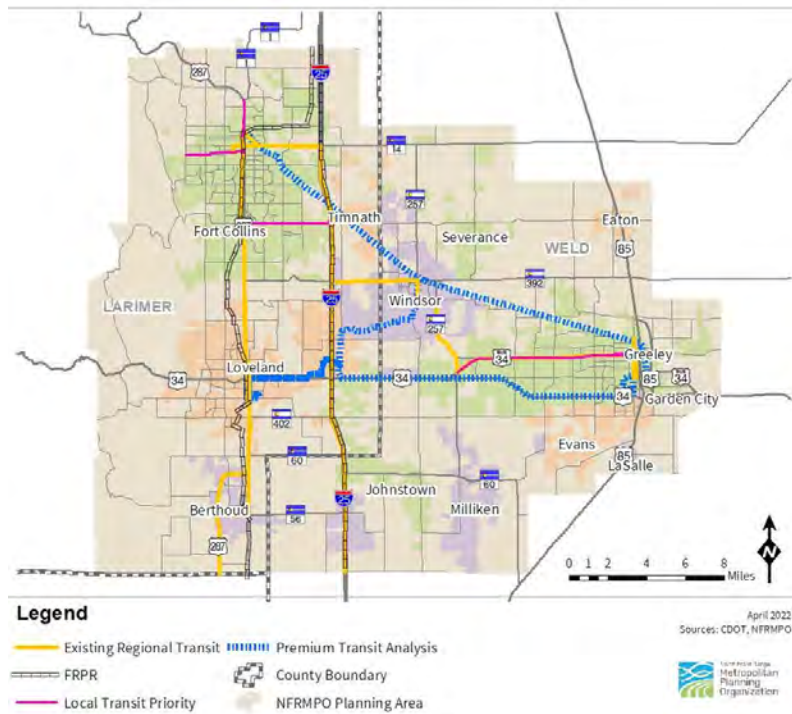 1
287
1
25
14
257
Timnath
Fort Collins
Severance
Eaton
WELD
85
392
LARIMER
25
Windsor
257
Loveland
34
34
34
Greeley
85
34
34
Garden City
402
Evans
60
LaSalle
85
Johnstown
60
Berthoud
56
25
Milliken
287
N
0 1 2 4 6 8
Miles
Legend
April 2022
Sources: CDOT, NFRMPO
Existing Regional Transit
Premium Transit Analysis
FRPR
County Boundary
Local Transit Priority
NFRMPO Planning Area
Metropolitan
Planning
Organization